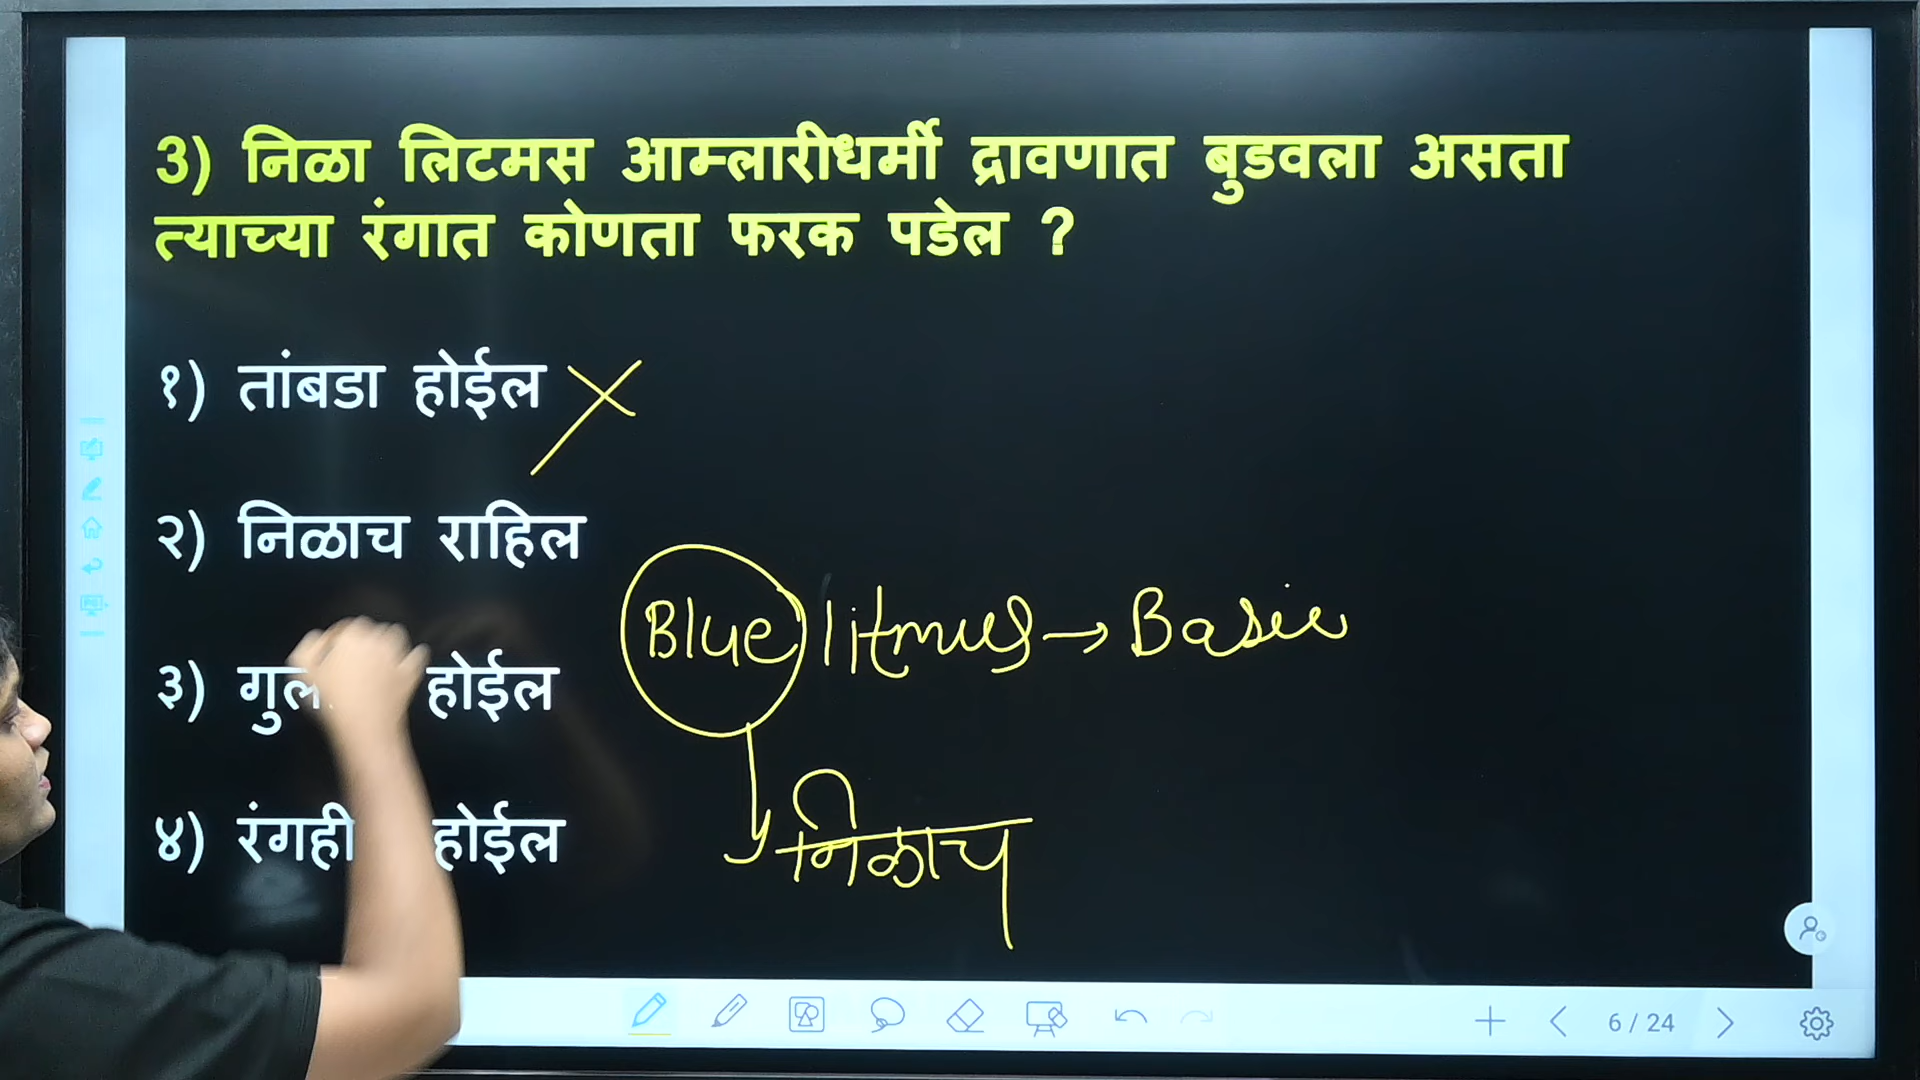 3) निळा लिटमस आम्लारीधर्मी द्रावणात बुडवला असता
त्याच्या रंगात कोणता फरक पडेल ?
१) तांबडा होईल
२) निळाच राहिल
Blue litmus → Basic
३) होईल
निळाच
४) होईल
6 / 24